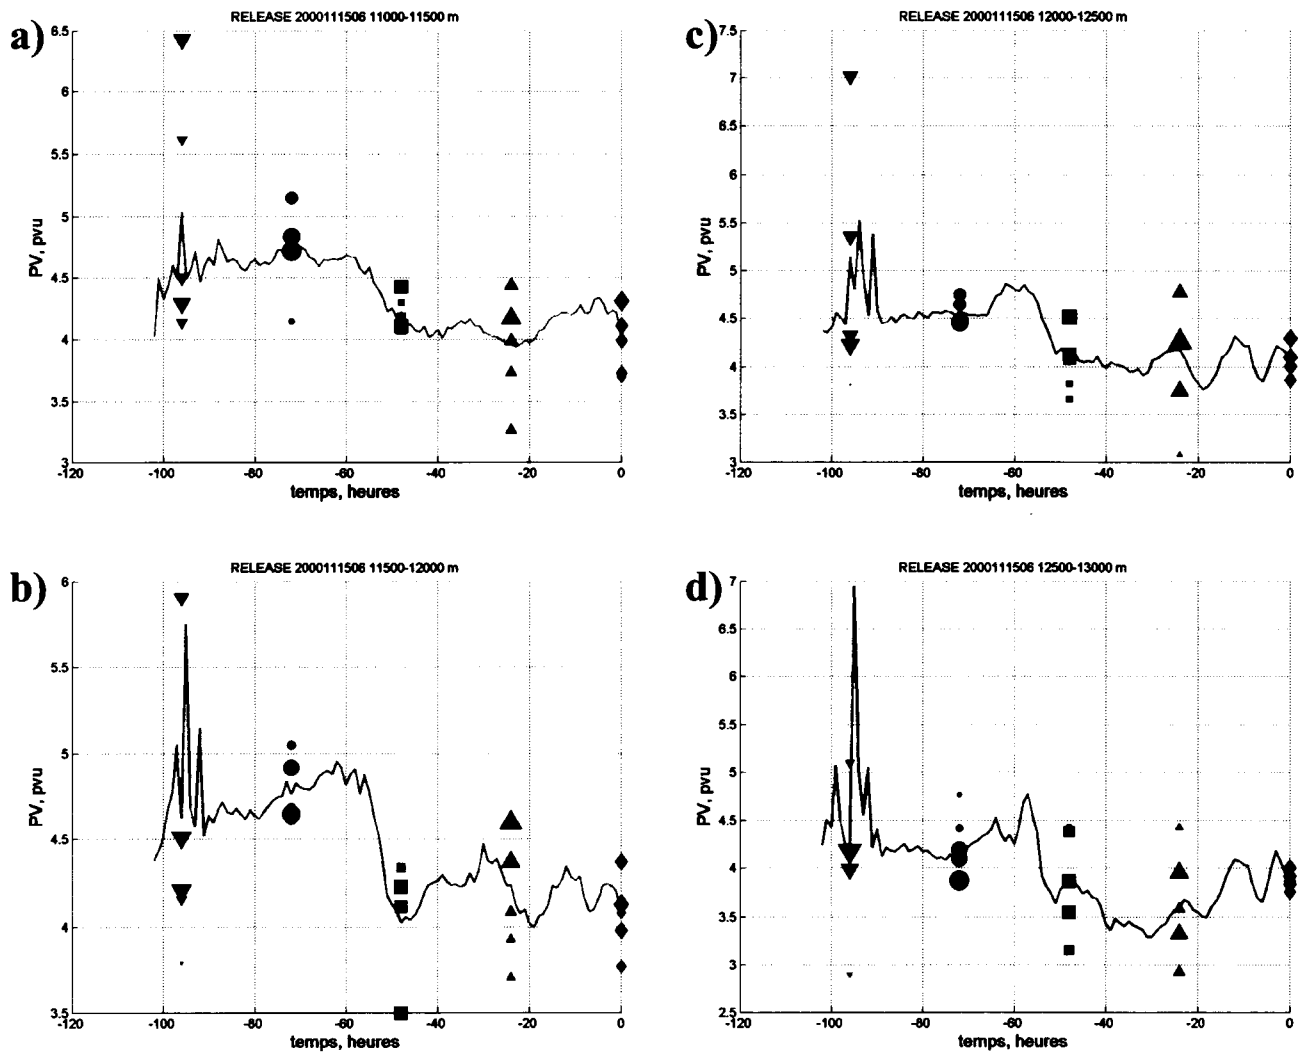 a)
RELEASE 2000111506 11000-11500 m
6.5
6
5.5
5
4.5
4
3.5
3
PV, pvu
-120 -100 -80 -60 -40 -20 0
temps, heures
c)
RELEASE 2000111506 12000-12500 m
7.5
7
6.5
6
5.5
5
4.5
4
3.5
3
PV, pvu
-120 -100 -80 -60 -40 -20 0
temps, heures
b)
RELEASE 2000111506 11500-12000 m
6
5.5
5
4.5
4
3.5
PV, pvu
-120 -100 -80 -60 -40 -20 0
temps, heures
d)
RELEASE 2000111506 12500-13000 m
7
6.5
6
5.5
5
4.5
4
3.5
3
2.5
PV, pvu
-120 -100 -80 -60 -40 -20 0
temps, heures